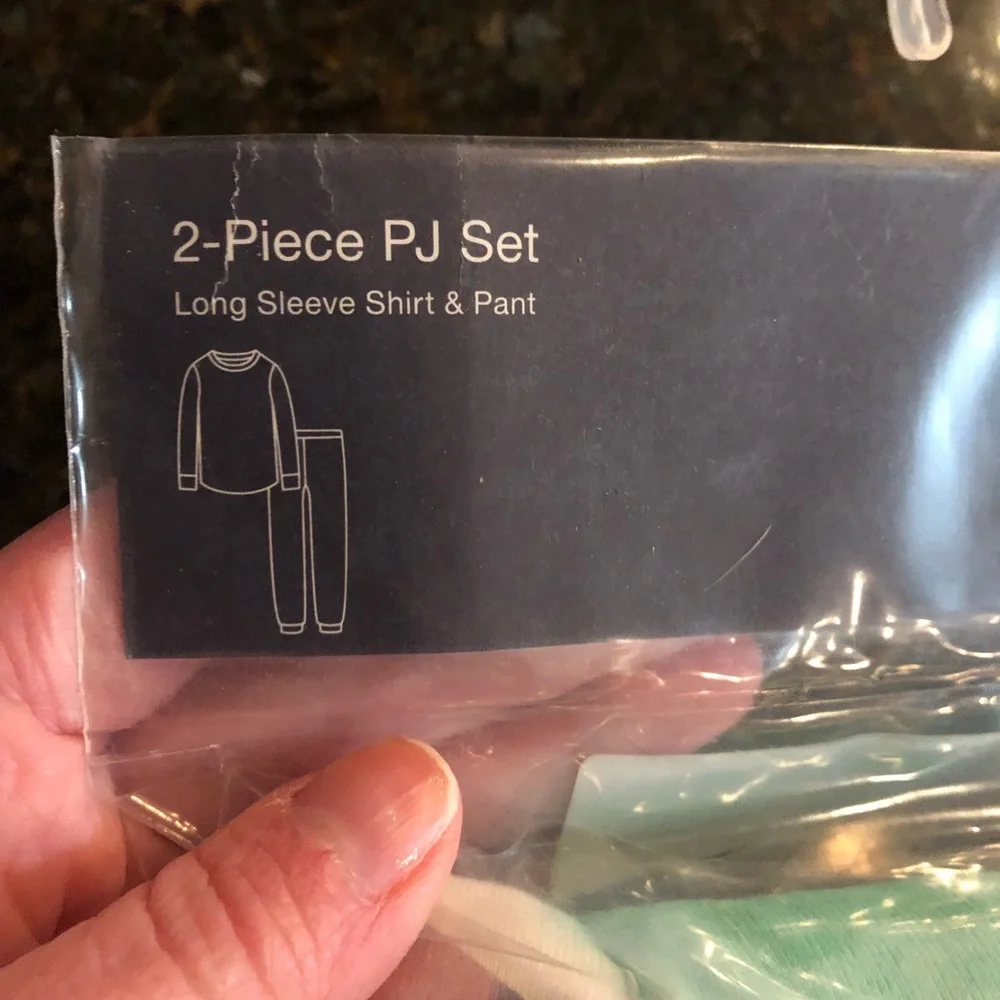 2-Piece PJ Set
Long Sleeve Shirt & Pant